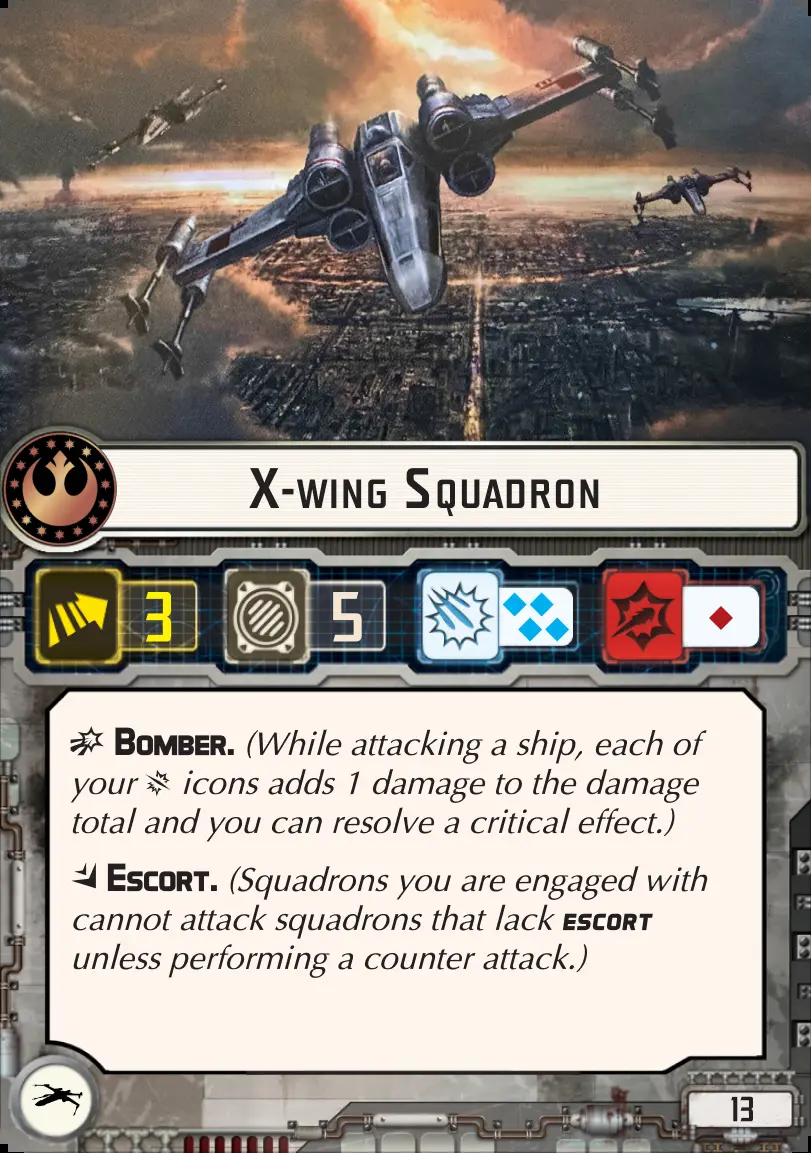 X-WING SQUADRON
3 5
BOMBER. (While attacking a ship, each of
your icons adds 1 damage to the damage
total and you can resolve a critical effect.)
ESCORT. (Squadrons you are engaged with
cannot attack squadrons that lack ESCORT
unless performing a counter attack.)
13